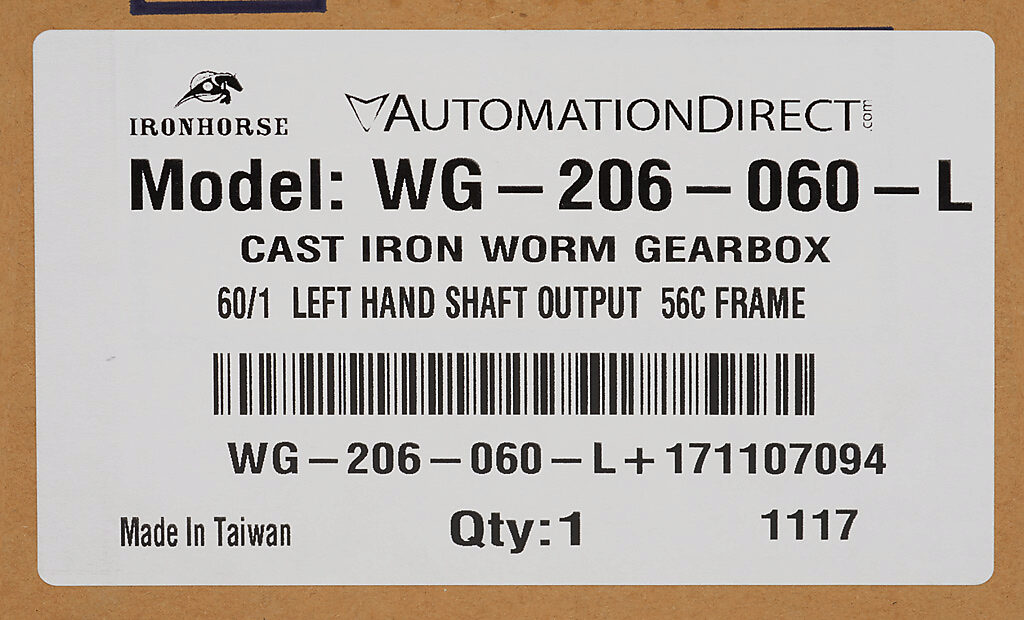 IRONHORSE
AUTOMATIONDIRECT.com
Model: WG-206-060-L
CAST IRON WORM GEARBOX
60/1 LEFT HAND SHAFT OUTPUT 56C FRAME
WG-206-060-L+171107094
Made In Taiwan Qty:1 1117